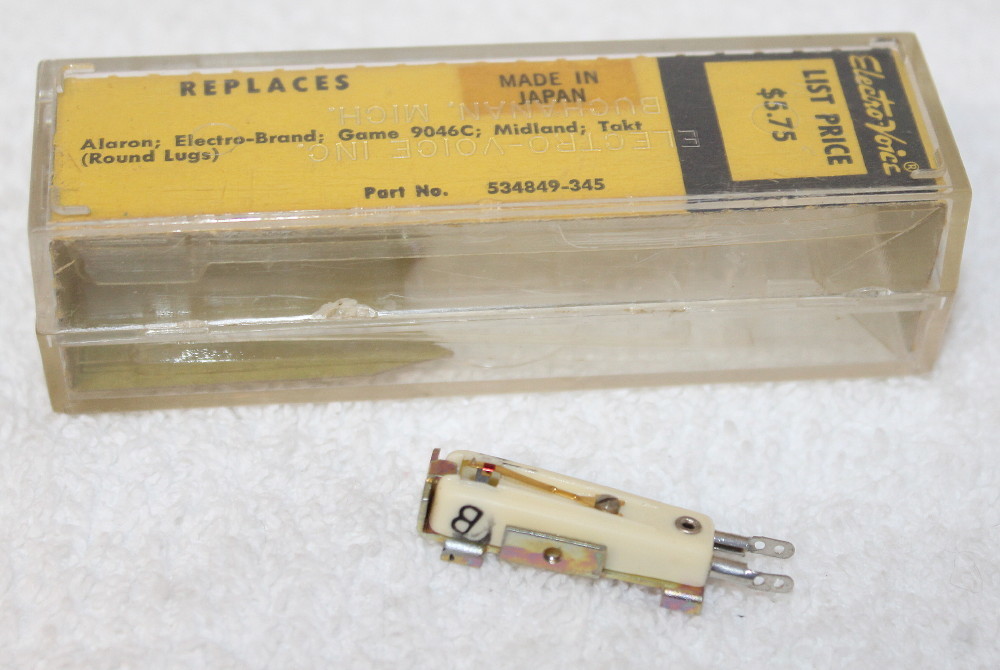 REPLACES
Alaron; Electro-Brand; Game 9046C; Midland; Takt
(Round Lugs)
Part No. 534849-345
MADE IN
JAPAN
ELECTRO-VOICE INC.
BUCHANAN, MICH.
LIST PRICE
$5.75
Electro-Voice®
B